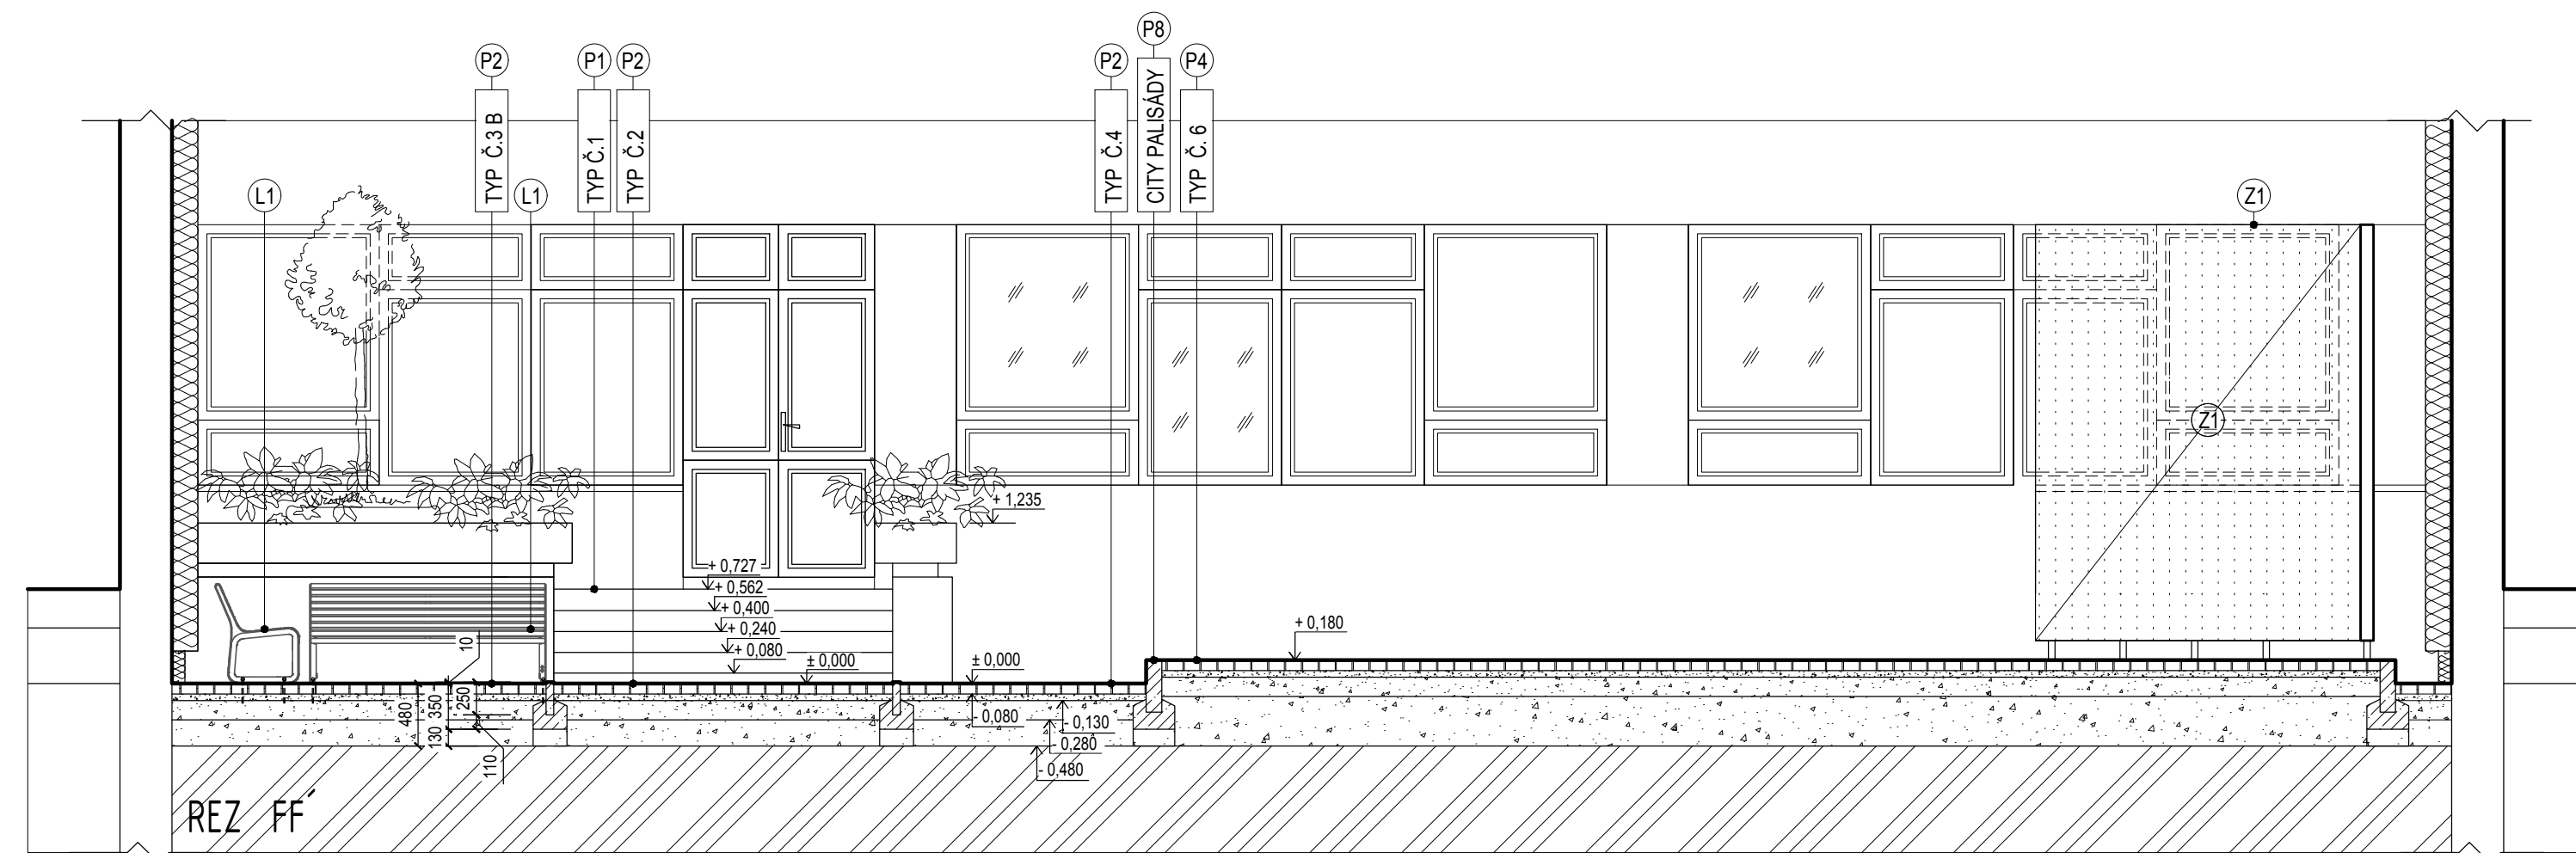 P8
P2
P1
P2
P2
P4
TYP Č.3 B
TYP Č.1
TYP Č.2
TYP Č.4
CITY PALISÁDY
TYP Č. 6
L1
L1
Z1
Z1
+ 1,235
+ 0,727
+ 0,562
+ 0,400
+ 0,240
+ 0,080
± 0,000
± 0,000
+ 0,180
- 0,080
- 0,130
- 0,280
- 0,480
10
480
350
250
130
110
REZ FF´